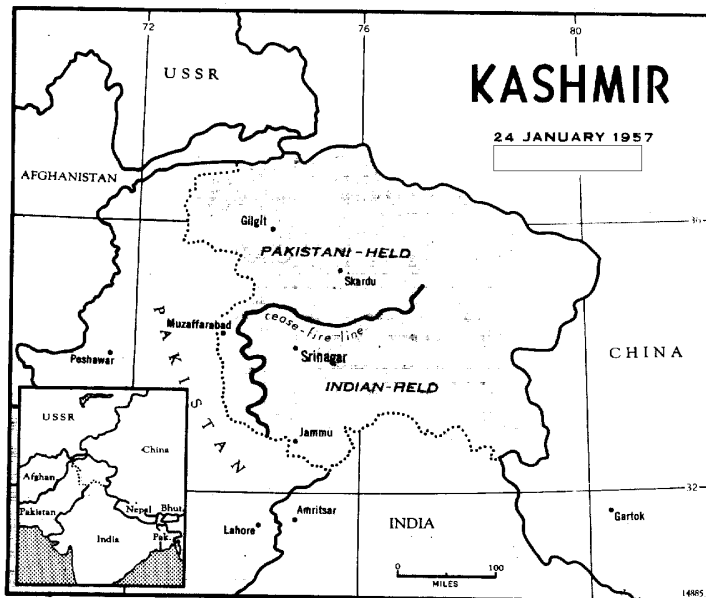 72
76
80
USSR
KASHMIR
24 JANUARY 1957
AFGHANISTAN
36
Gilgit
PAKISTANI-HELD
Skardu
Muzaffarabad
cease-fire-line
Peshawar
PAKISTAN
Srinagar
CHINA
INDIAN-HELD
Jammu
32
Amritsar
Lahore
INDIA
Gartok
0 100
MILES
14885
USSR
China
Afghan.
Pakistan
Nepal
Bhut.
India
Pak.